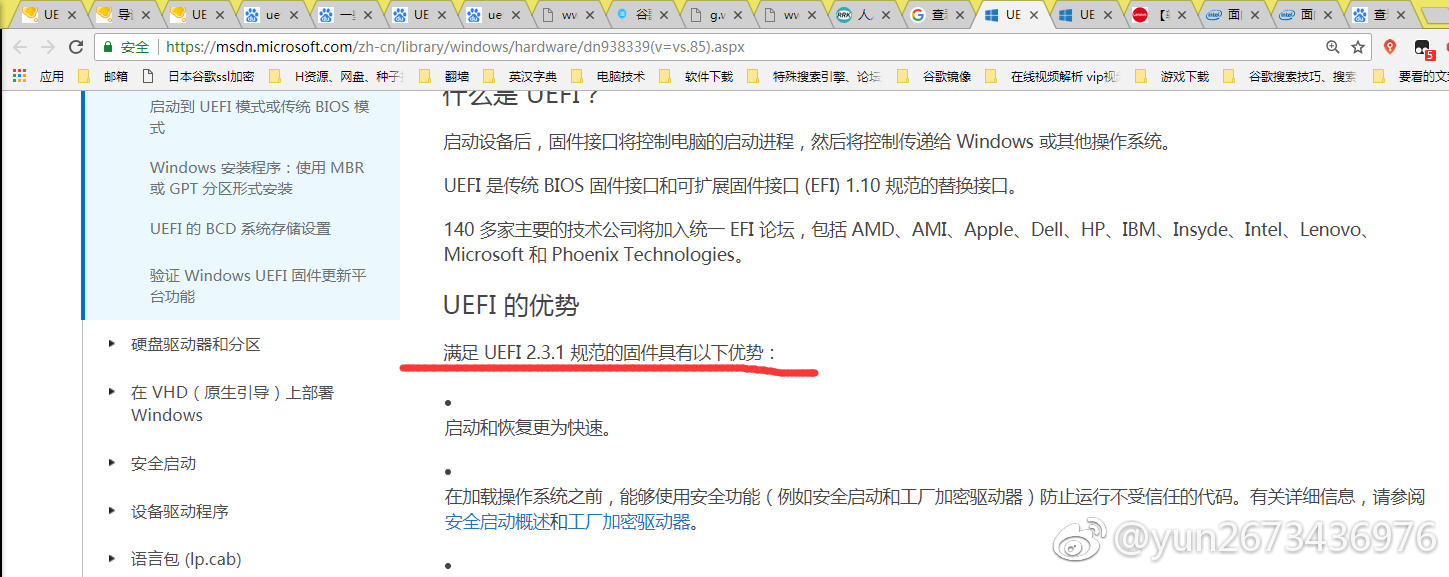 UE
导
UE
ue
一
UE
ue
wv
谷
g.v
wv
人
查
UE
UE
面
面
查
安全 https://msdn.microsoft.com/zh-cn/library/windows/hardware/dn938339(v=vs.85).aspx
5
应用 邮箱 日本谷歌ssl加密 H资源、网盘、种子 翻墙 英汉字典 电脑技术 软件下载 特殊搜索引擎、论坛 谷歌镜像 在线视频解析 vip视 游戏下载 谷歌搜索技巧、搜索 要看的文
启动到 UEFI 模式或传统 BIOS 模
式
Windows 安装程序：使用 MBR
或 GPT 分区形式安装
UEFI 的 BCD 系统存储设置
验证 Windows UEFI 固件更新平
台功能
硬盘驱动器和分区
在 VHD（原生引导）上部署
Windows
安全启动
设备驱动程序
语言包 (lp.cab)
什么是 UEFI？
启动设备后，固件接口将控制电脑的启动进程，然后将控制传递给 Windows 或其他操作系统。
UEFI 是传统 BIOS 固件接口和可扩展固件接口 (EFI) 1.10 规范的替换接口。
140 多家主要的技术公司将加入统一 EFI 论坛，包括 AMD、AMI、Apple、Dell、HP、IBM、Insyde、Intel、Lenovo、
Microsoft 和 Phoenix Technologies。
UEFI 的优势
满足 UEFI 2.3.1 规范的固件具有以下优势：
启动和恢复更为快速。
在加载操作系统之前，能够使用安全功能（例如安全启动和工厂加密驱动器）防止运行不受信任的代码。有关详细信息，请参阅
安全启动概述和工厂加密驱动器。
@yun2673436976